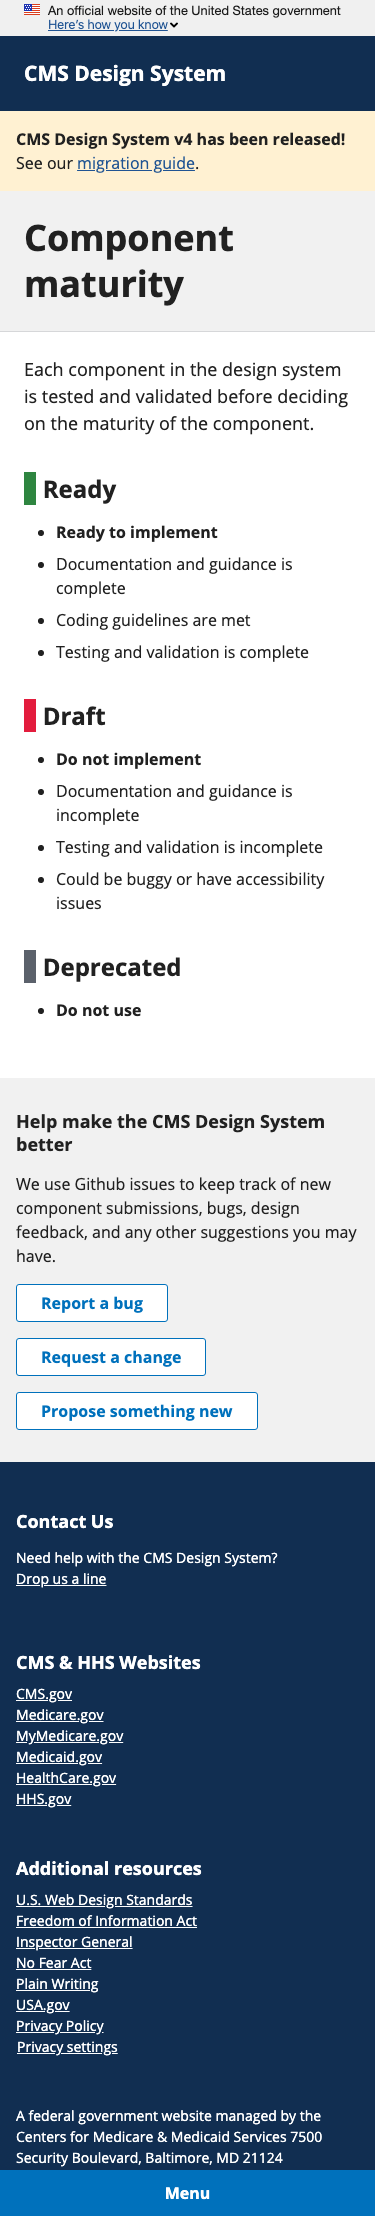 An official website of the United States government
Here's how you know
CMS Design System
CMS Design System v4 has been released!
See our migration guide.
Component
maturity
Each component in the design system
is tested and validated before deciding
on the maturity of the component.
Ready
Ready to implement
Documentation and guidance is
complete
Coding guidelines are met
Testing and validation is complete
Draft
Do not implement
Documentation and guidance is
incomplete
Testing and validation is incomplete
Could be buggy or have accessibility
issues
Deprecated
Do not use
Help make the CMS Design System
better
We use Github issues to keep track of new
component submissions, bugs, design
feedback, and any other suggestions you may
have.
Report a bug
Request a change
Propose something new
Contact Us
Need help with the CMS Design System?
Drop us a line
CMS & HHS Websites
CMS.gov
Medicare.gov
MyMedicare.gov
Medicaid.gov
HealthCare.gov
HHS.gov
Additional resources
U.S. Web Design Standards
Freedom of Information Act
Inspector General
No Fear Act
Plain Writing
USA.gov
Privacy Policy
Privacy settings
A federal government website managed by the
Centers for Medicare & Medicaid Services 7500
Security Boulevard, Baltimore, MD 21124
Menu